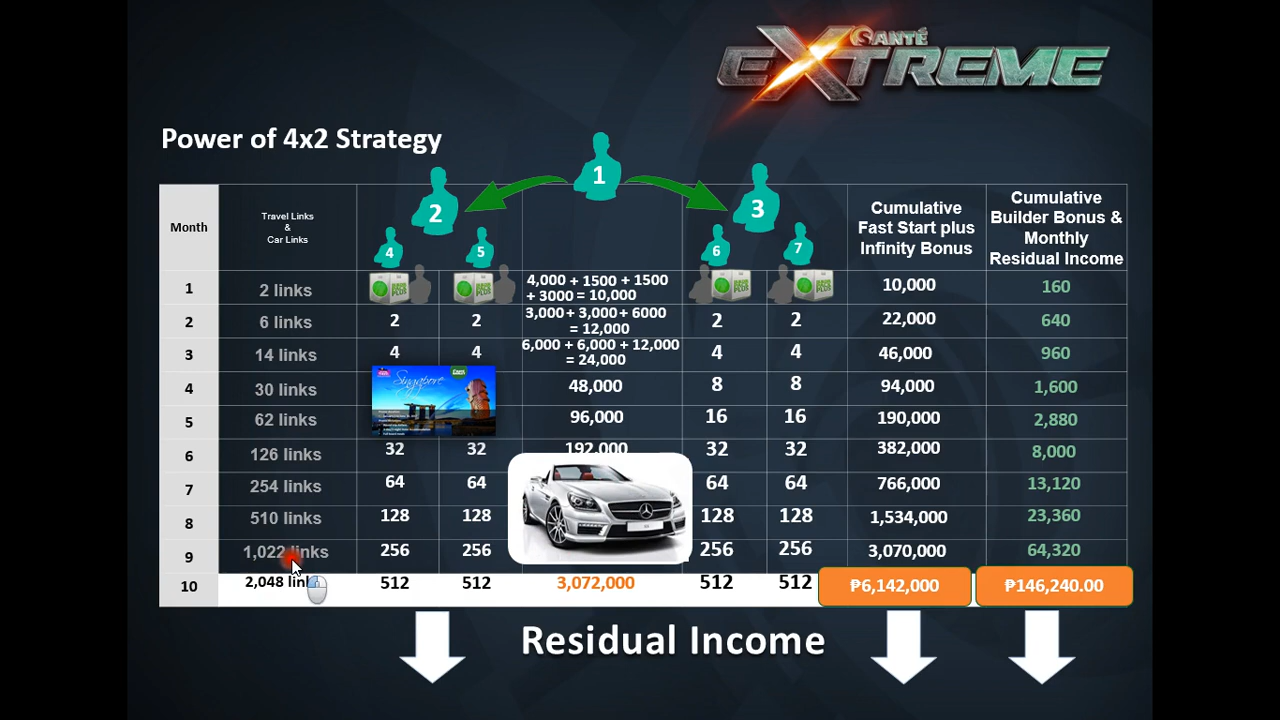 SANTÉ
EXTREME
Power of 4x2 Strategy
1
2
3
4
5
6
7
Month
Travel Links
&
Car Links
Cumulative
Fast Start plus
Infinity Bonus
Cumulative
Builder Bonus &
Monthly
Residual Income
1 2 links 4,000 + 1500 + 1500 10,000 160
+ 3000 = 10,000
2 6 links 2 2 3,000 + 3,000 + 6000 2 2 22,000 640
= 12,000
3 14 links 4 4 6,000 + 6,000 + 12,000 4 4 46,000 960
= 24,000
Singapore
4 30 links 48,000 8 8 94,000 1,600
5 62 links 96,000 16 16 190,000 2,880
6 126 links 32 32 192,000 32 32 382,000 8,000
7 254 links 64 64 64 64 766,000 13,120
8 510 links 128 128 128 128 1,534,000 23,360
9 1,022 links 256 256 256 256 3,070,000 64,320
10 2,048 512 512 3,072,000 512 512 ₱6,142,000 ₱146,240.00
Residual Income